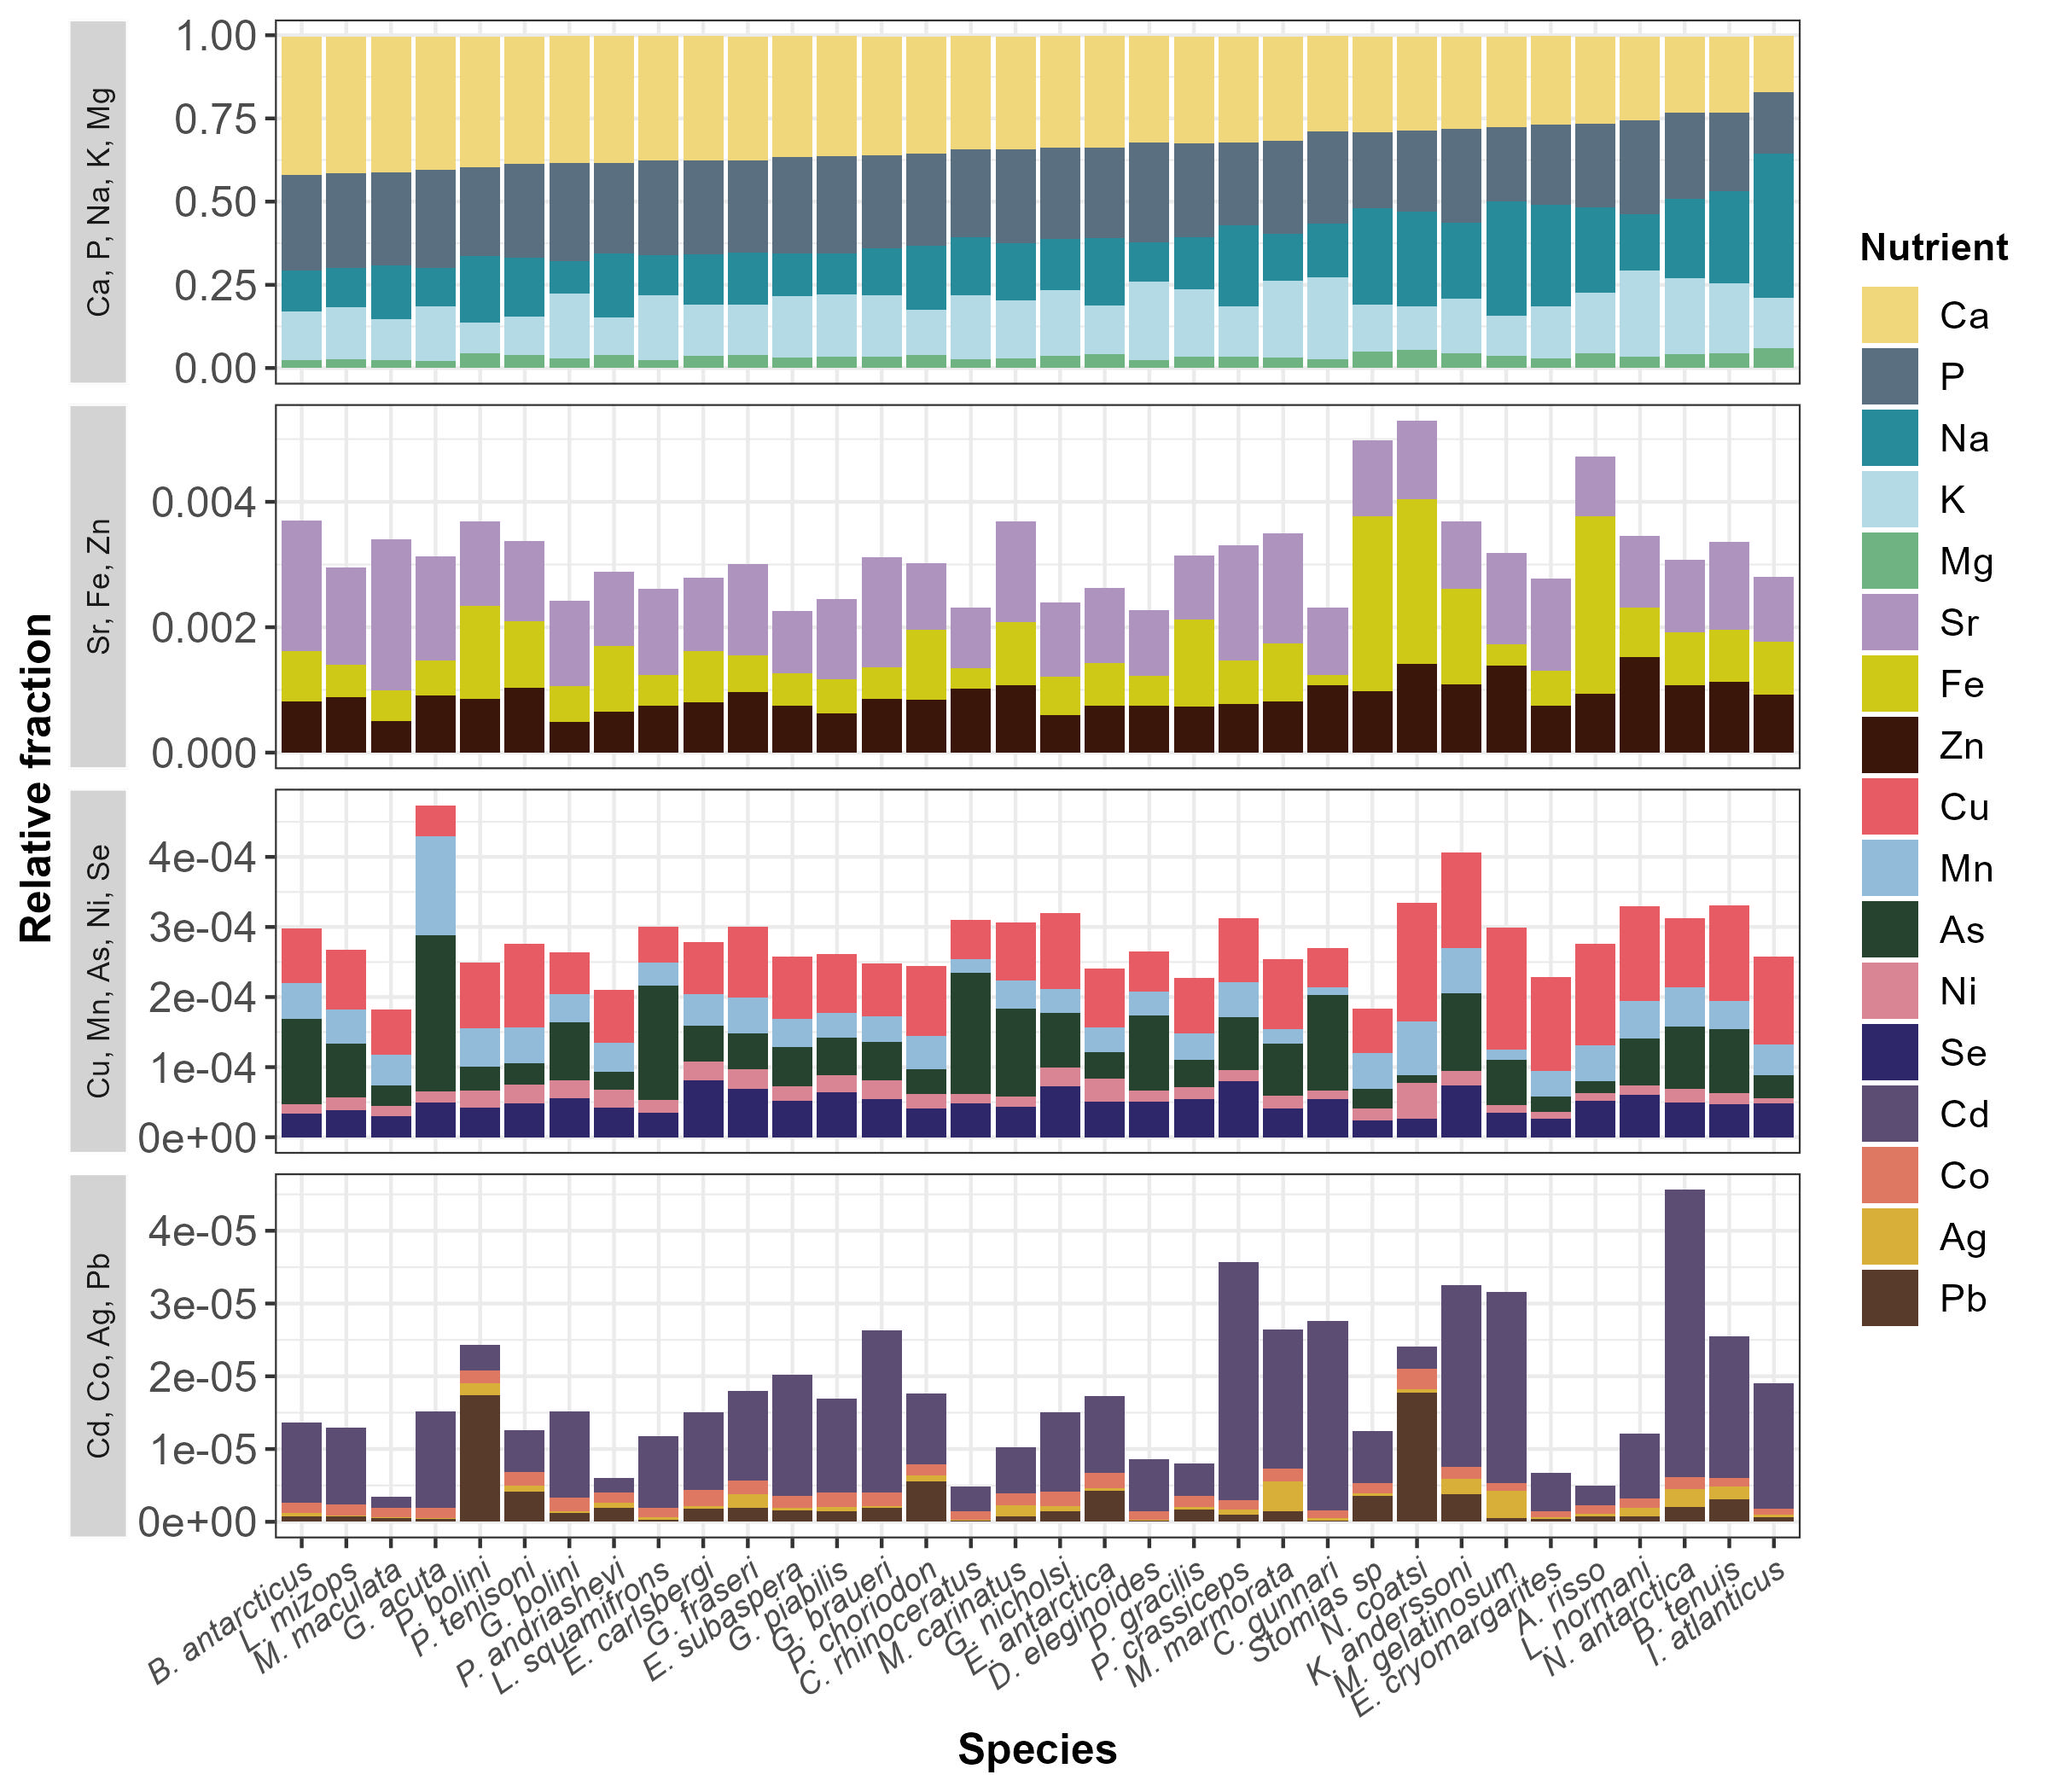 Relative fraction
Ca, P, Na, K, Mg
1.00
0.75
0.50
0.25
0.00
Sr, Fe, Zn
0.004
0.002
0.000
Cu, Mn, As, Ni, Se
4e-04
3e-04
2e-04
1e-04
0e+00
Cd, Co, Ag, Pb
4e-05
3e-05
2e-05
1e-05
0e+00
B. antarcticus
L. mizops
M. maculata
G. acuta
P. bolini
P. tenisoni
G. bolini
P. andriashevi
L. squamifrons
E. carlsbergi
G. fraseri
E. subaspera
G. piabilis
G. braueri
P. choriodon
C. rhinoceratus
M. carinatus
G. nicholsi
E. antarctica
D. eleginoides
P. gracilis
P. crassiceps
M. marmorata
C. gunnari
Stomias sp
N. coatsi
K. anderssoni
M. gelatinosum
E. cryomargarites
A. risso
L. normani
N. antarctica
B. tenuis
I. atlanticus
Species
Nutrient
Ca
P
Na
K
Mg
Sr
Fe
Zn
Cu
Mn
As
Ni
Se
Cd
Co
Ag
Pb